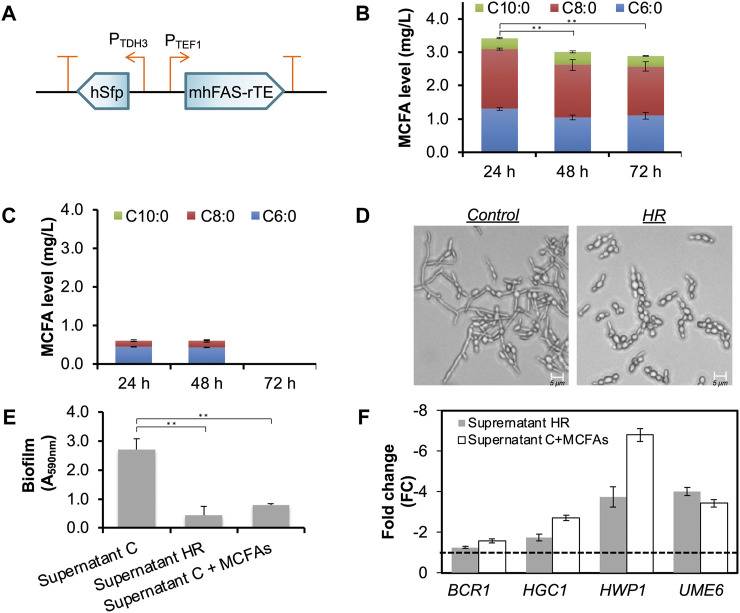 A
P_TDH3
P_TEF1
hSfp
mhFAS-rTE
B
C10:0 C8:0 C6:0
MCFA level (mg/L)
4.0
3.0
2.0
1.0
0.0
** **
24 h 48 h 72 h
C
C10:0 C8:0 C6:0
MCFA level (mg/L)
4.0
3.0
2.0
1.0
0.0
24 h 48 h 72 h
D
Control
HR
5 µm
5 µm
E
Biofilm
(A590nm)
4.0
3.0
2.0
1.0
0.0
**
**
Supernatant C
Supernatant HR
Supernatant C + MCFAs
F
Suprematant HR
Supernatant C+MCFAs
Fold change
(FC)
-8
-6
-4
-2
0
BCR1 HGC1 HWP1 UME6